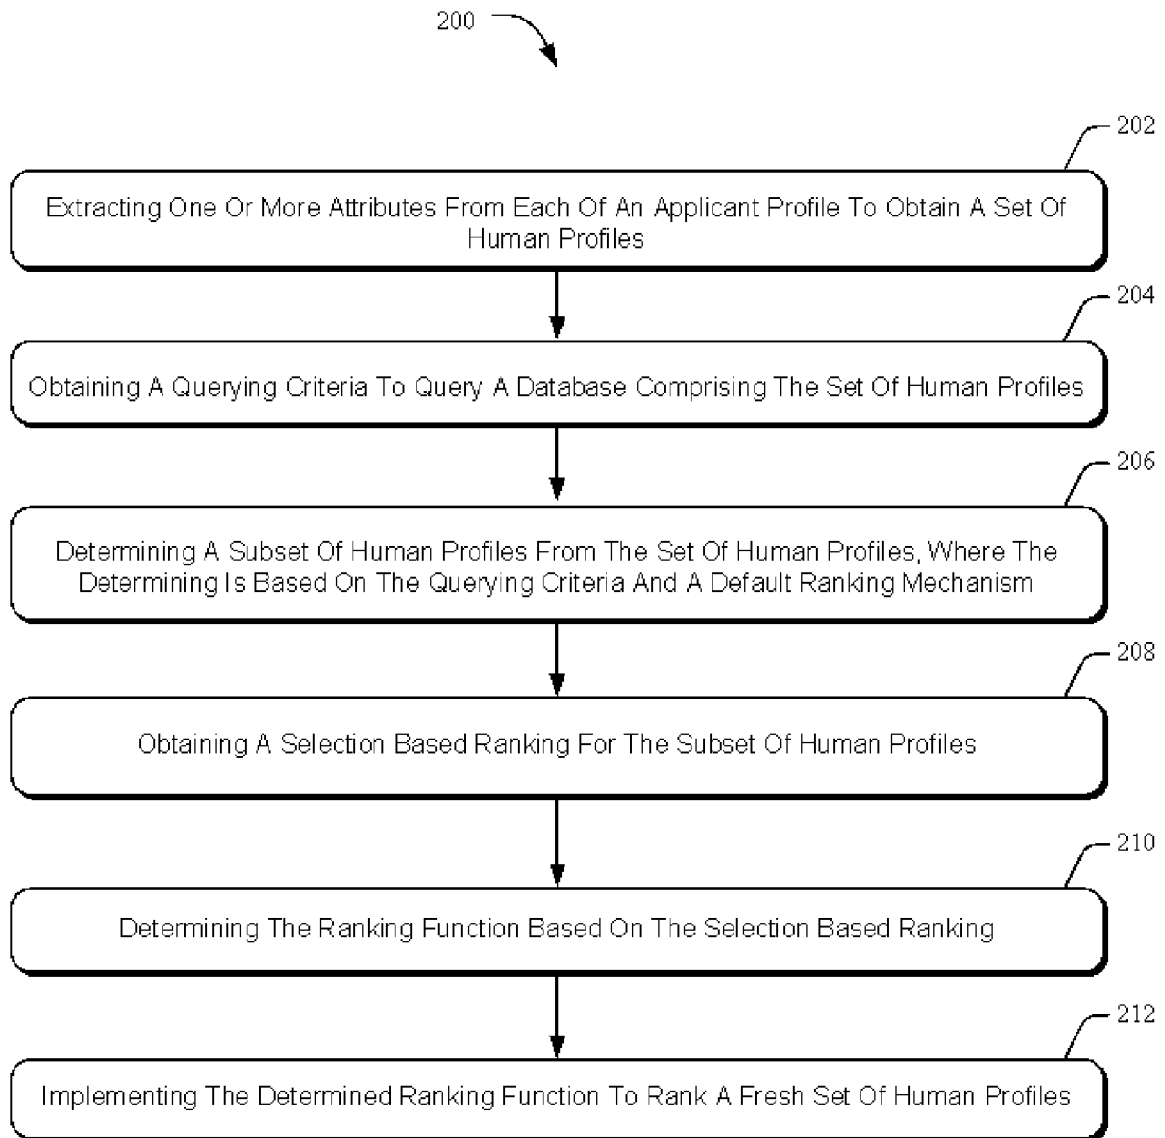 200
202
Extracting One Or More Attributes From Each Of An Applicant Profile To Obtain A Set Of
Human Profiles
204
Obtaining A Querying Criteria To Query A Database Comprising The Set Of Human Profiles
206
Determining A Subset Of Human Profiles From The Set Of Human Profiles, Where The
Determining Is Based On The Querying Criteria And A Default Ranking Mechanism
208
Obtaining A Selection Based Ranking For The Subset Of Human Profiles
210
Determining The Ranking Function Based On The Selection Based Ranking
212
Implementing The Determined Ranking Function To Rank A Fresh Set Of Human Profiles